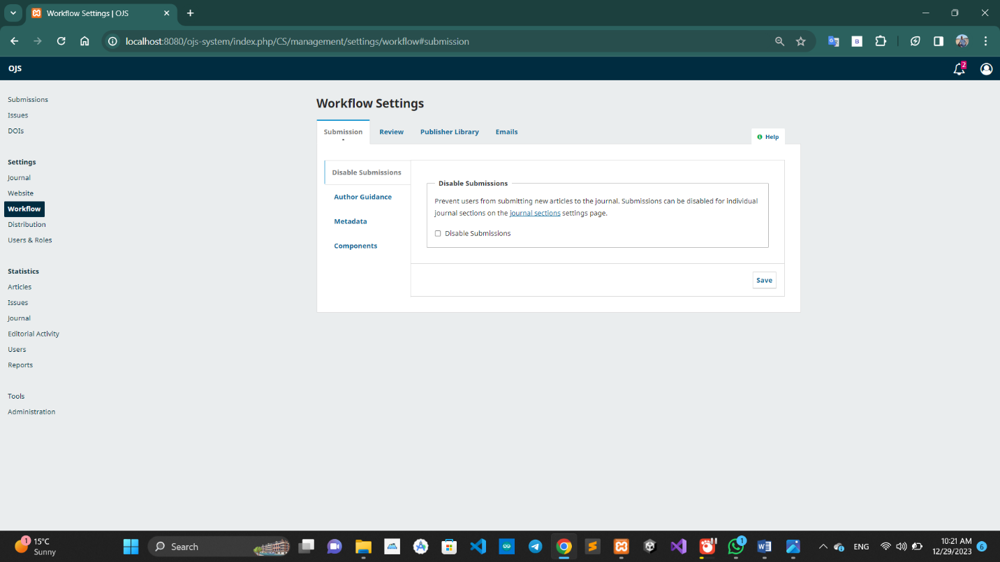 Workflow Settings | OJS
localhost:8080/ojs-system/index.php/CS/management/settings/workflow#submission
B
OJS
2
Submissions
Issues
DOIs
Settings
Journal
Website
Workflow
Distribution
Users & Roles
Statistics
Articles
Issues
Journal
Editorial Activity
Users
Reports
Tools
Administration
Workflow Settings
Submission
Review
Publisher Library
Emails
Help
Disable Submissions
Author Guidance
Metadata
Components
Disable Submissions
Prevent users from submitting new articles to the journal. Submissions can be disabled for individual
journal sections on the journal sections settings page.
Disable Submissions
Save
1
15°C
Sunny
Search
1
ENG
10:21 AM
12/29/2023
6